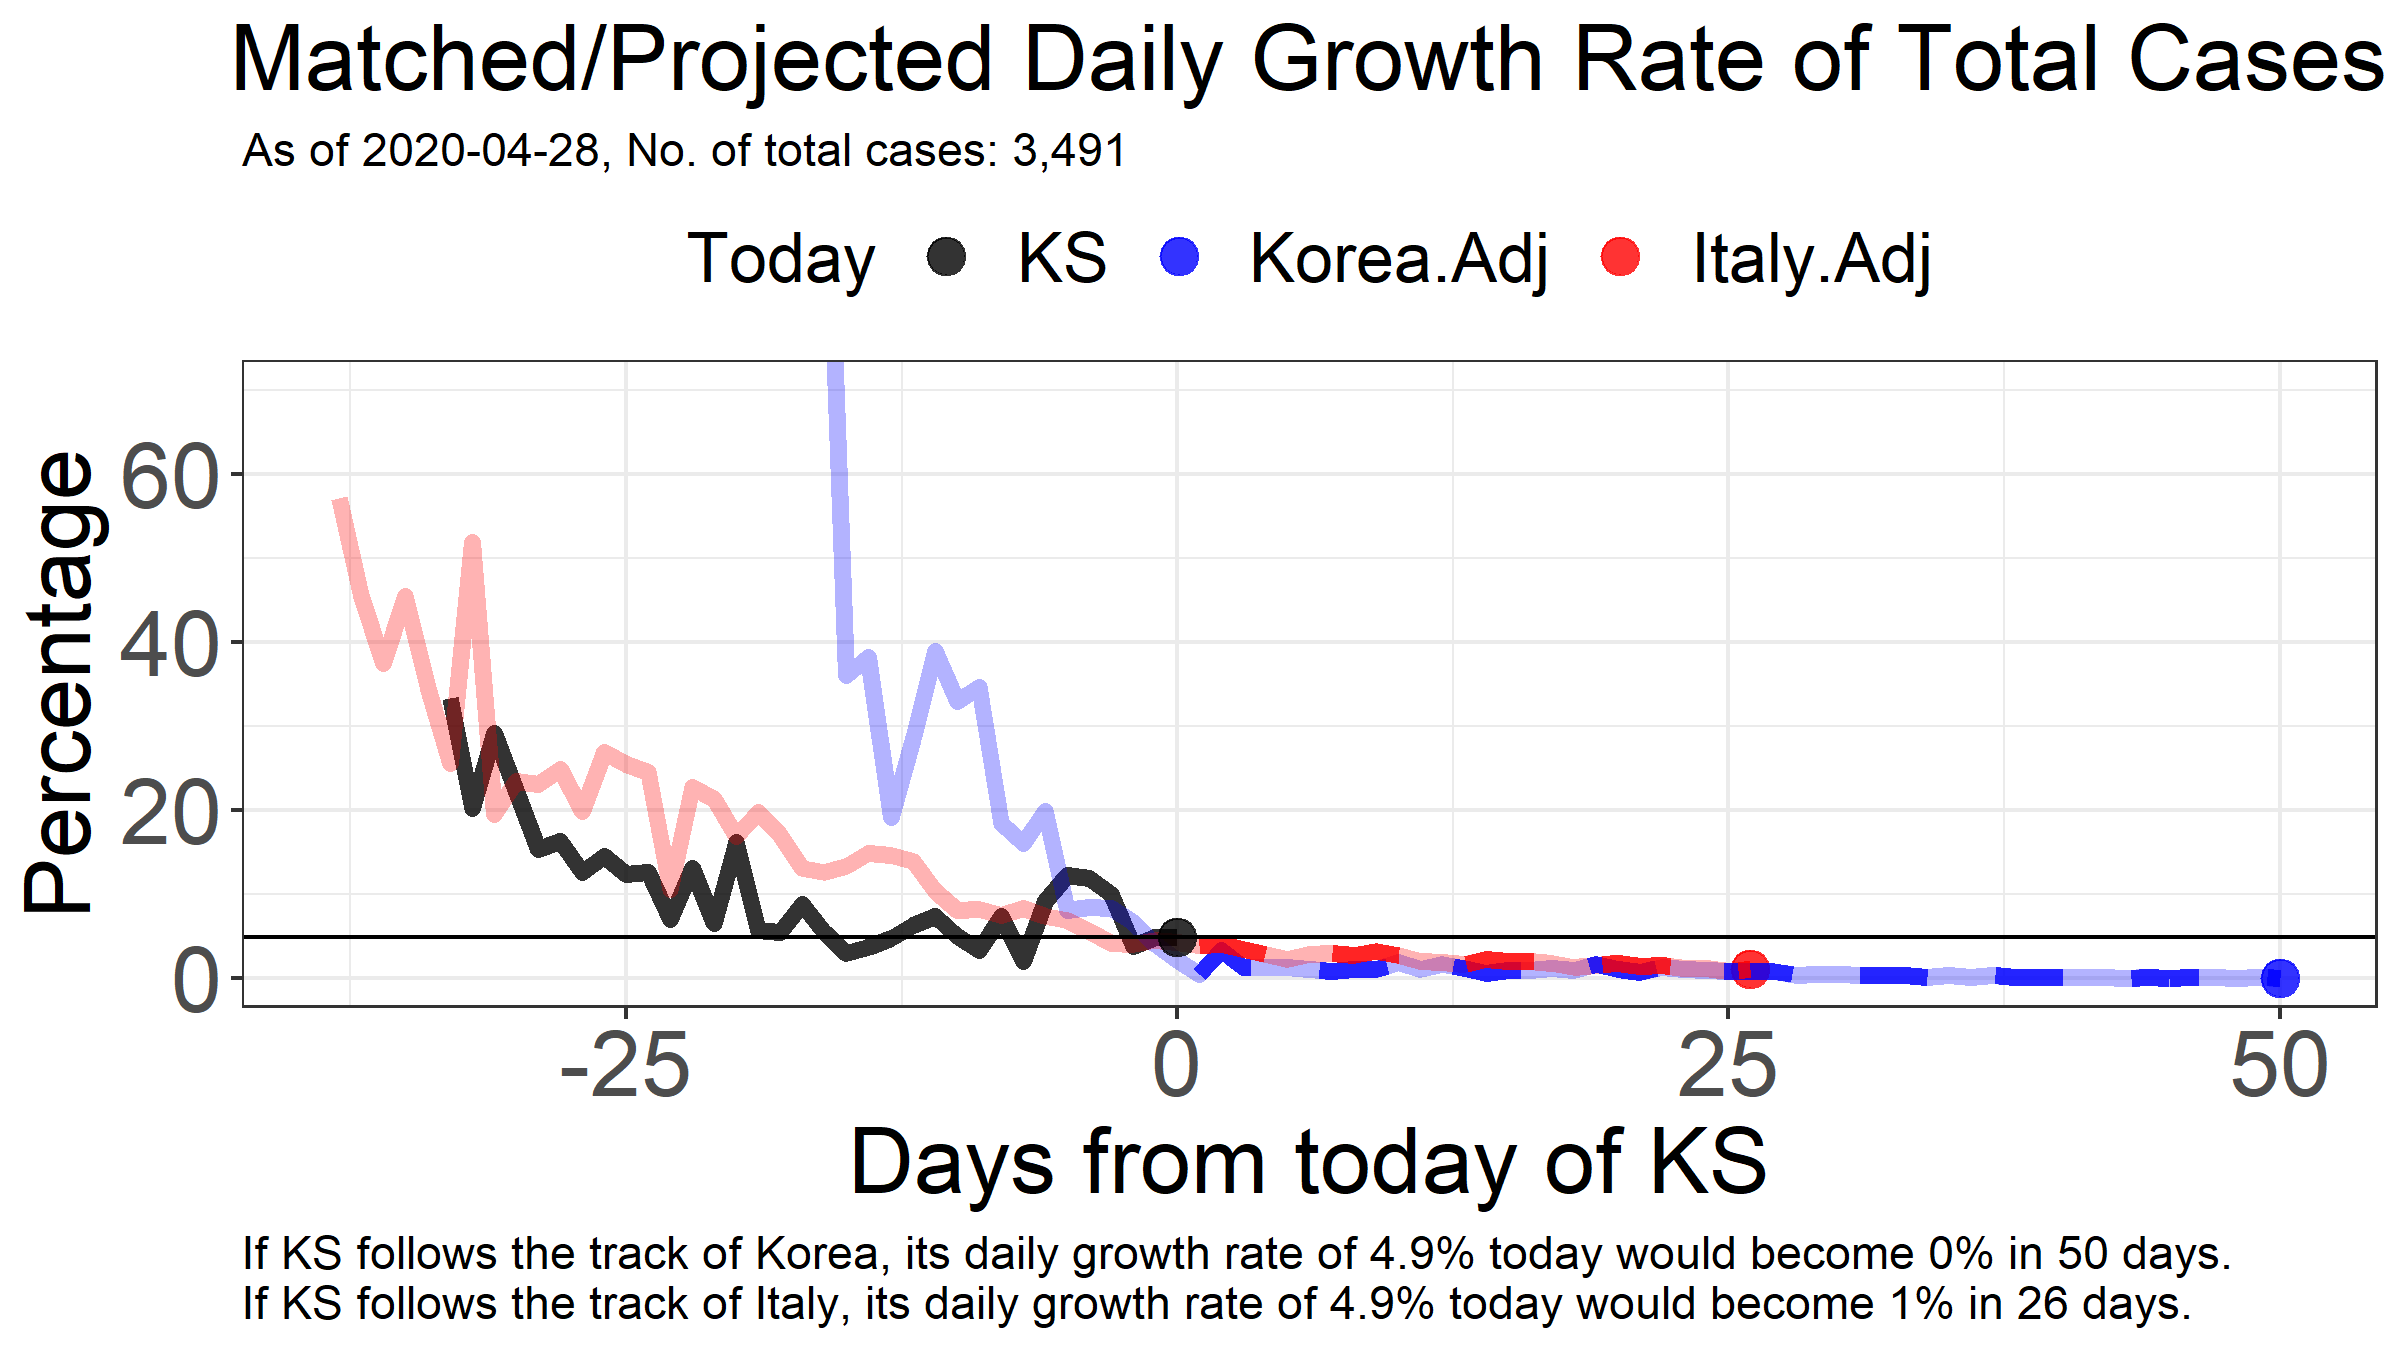 Matched/Projected Daily Growth Rate of Total Cases
As of 2020-04-28, No. of total cases: 3,491
Today KS Korea.Adj Italy.Adj
Percentage
60
40
20
0
-25 0 25 50
Days from today of KS
If KS follows the track of Korea, its daily growth rate of 4.9% today would become 0% in 50 days.
If KS follows the track of Italy, its daily growth rate of 4.9% today would become 1% in 26 days.